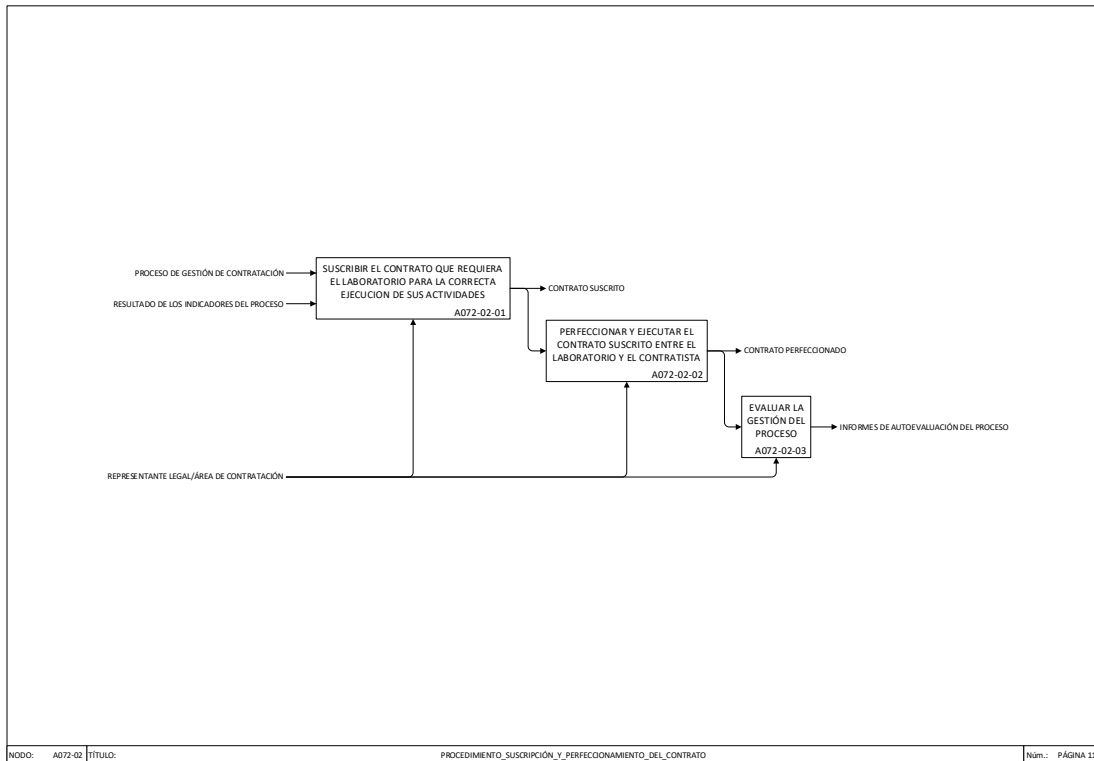 PROCESO DE GESTIÓN DE CONTRATACIÓN
RESULTADO DE LOS INDICADORES DEL PROCESO
SUSCRIBIR EL CONTRATO QUE REQUIERA
EL LABORATORIO PARA LA CORRECTA
EJECUCION DE SUS ACTIVIDADES
A072-02-01
CONTRATO SUSCRITO
PERFECCIONAR Y EJECUTAR EL
CONTRATO SUSCRITO ENTRE EL
LABORATORIO Y EL CONTRATISTA
A072-02-02
CONTRATO PERFECCIONADO
EVALUAR LA
GESTIÓN DEL
PROCESO
A072-02-03
INFORMES DE AUTOEVALUACIÓN DEL PROCESO
REPRESENTANTE LEGAL/ÁREA DE CONTRATACIÓN
NODO: A072-02 TÍTULO: PROCEDIMIENTO_SUSCRIPCIÓN_Y_PERFECCIONAMIENTO_DEL_CONTRATO Núm.: PÁGINA 11